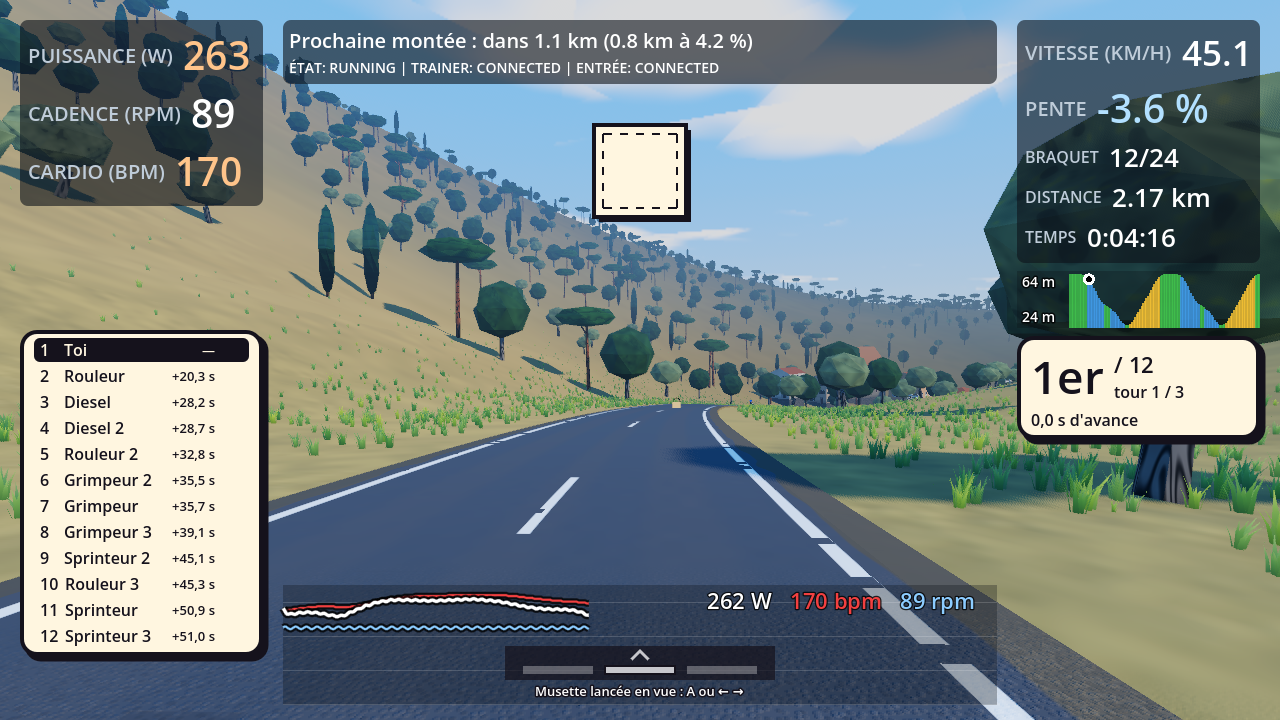 PUISSANCE (W) 263
CADENCE (RPM) 89
CARDIO (BPM) 170
Prochaine montée : dans 1.1 km (0.8 km à 4.2 %)
ÉTAT: RUNNING | TRAINER: CONNECTED | ENTRÉE: CONNECTED
VITESSE (KM/H) 45.1
PENTE -3.6 %
BRAQUET 12/24
DISTANCE 2.17 km
TEMPS 0:04:16
64 m
24 m
1er / 12
tour 1 / 3
0,0 s d'avance
1 Toi —
2 Rouleur +20,3 s
3 Diesel +28,2 s
4 Diesel 2 +28,7 s
5 Rouleur 2 +32,8 s
6 Grimpeur 2 +35,5 s
7 Grimpeur +35,7 s
8 Grimpeur 3 +39,1 s
9 Sprinteur 2 +45,1 s
10 Rouleur 3 +45,3 s
11 Sprinteur +50,9 s
12 Sprinteur 3 +51,0 s
262 W 170 bpm 89 rpm
Musette lancée en vue : A ou ← →